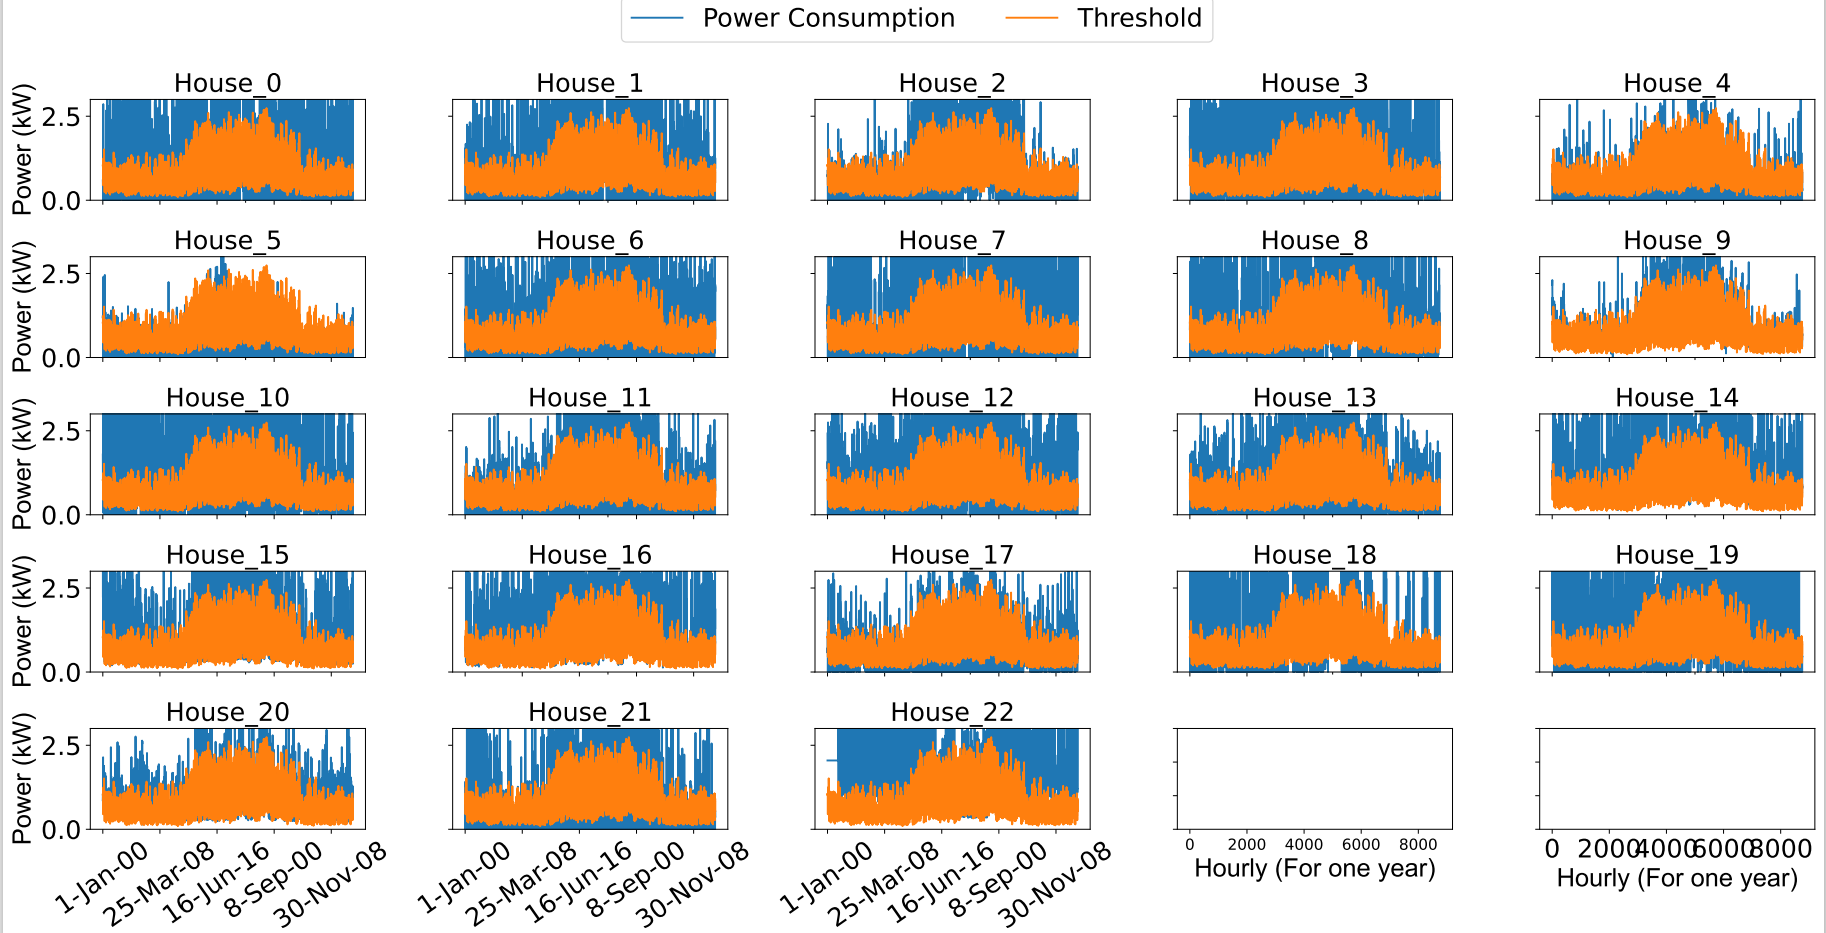 Power Consumption Threshold
House_0 House_1 House_2 House_3 House_4
Power (kW)
2.5
0.0
House_5 House_6 House_7 House_8 House_9
Power (kW)
2.5
0.0
House_10 House_11 House_12 House_13 House_14
Power (kW)
2.5
0.0
House_15 House_16 House_17 House_18 House_19
Power (kW)
2.5
0.0
House_20 House_21 House_22
Power (kW)
2.5
0.0
1-Jan-00 25-Mar-08 16-Jun-16 8-Sep-00 30-Nov-08
1-Jan-00 25-Mar-08 16-Jun-16 8-Sep-00 30-Nov-08
1-Jan-00 25-Mar-08 16-Jun-16 8-Sep-00 30-Nov-08
0 2000 4000 6000 8000
Hourly (For one year)
0 2000 4000 6000 8000
Hourly (For one year)